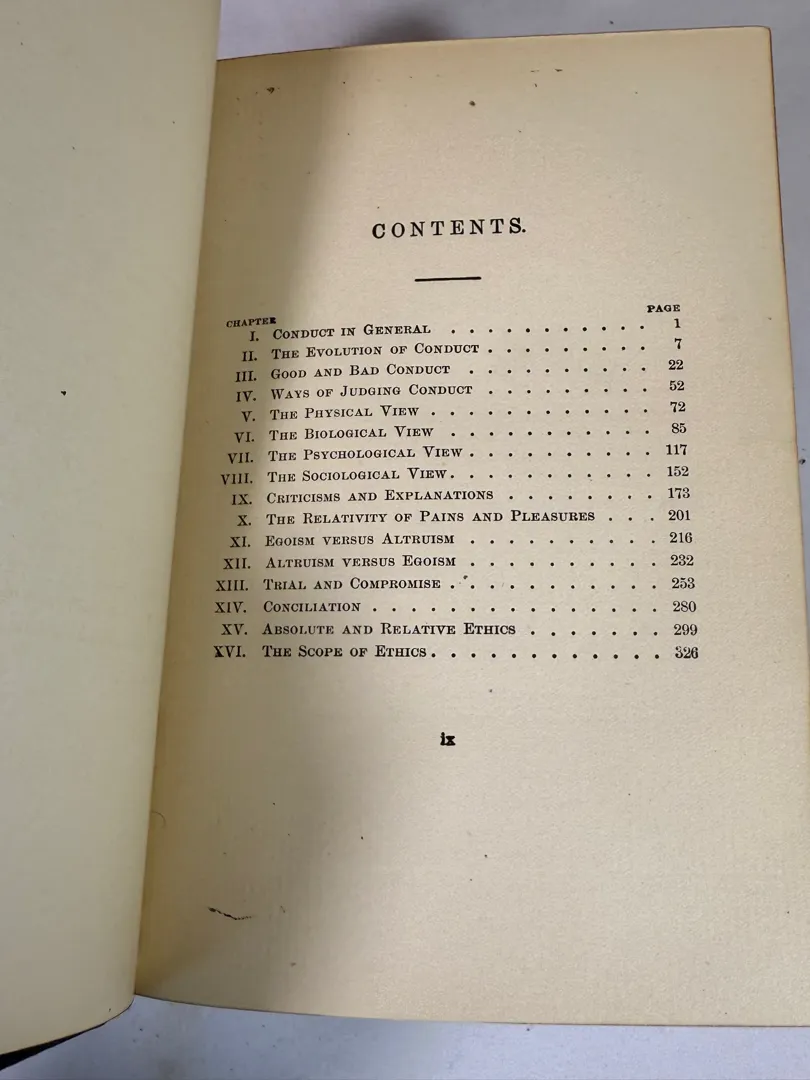 CONTENTS.
CHAPTER PAGE
I. CONDUCT IN GENERAL . . . . . . . . . . . 1
II. THE EVOLUTION OF CONDUCT . . . . . . . . . 7
III. GOOD AND BAD CONDUCT . . . . . . . . . . 22
IV. WAYS OF JUDGING CONDUCT . . . . . . . . . 52
V. THE PHYSICAL VIEW . . . . . . . . . . . . 72
VI. THE BIOLOGICAL VIEW . . . . . . . . . . . 85
VII. THE PSYCHOLOGICAL VIEW . . . . . . . . . . 117
VIII. THE SOCIOLOGICAL VIEW . . . . . . . . . . . 152
IX. CRITICISMS AND EXPLANATIONS . . . . . . . . 173
X. THE RELATIVITY OF PAINS AND PLEASURES . . . 201
XI. EGOISM VERSUS ALTRUISM . . . . . . . . . . 216
XII. ALTRUISM VERSUS EGOISM . . . . . . . . . . 232
XIII. TRIAL AND COMPROMISE . . . . . . . . . . . 253
XIV. CONCILIATION . . . . . . . . . . . . . . . 280
XV. ABSOLUTE AND RELATIVE ETHICS . . . . . . . 299
XVI. THE SCOPE OF ETHICS . . . . . . . . . . . . 326
ix